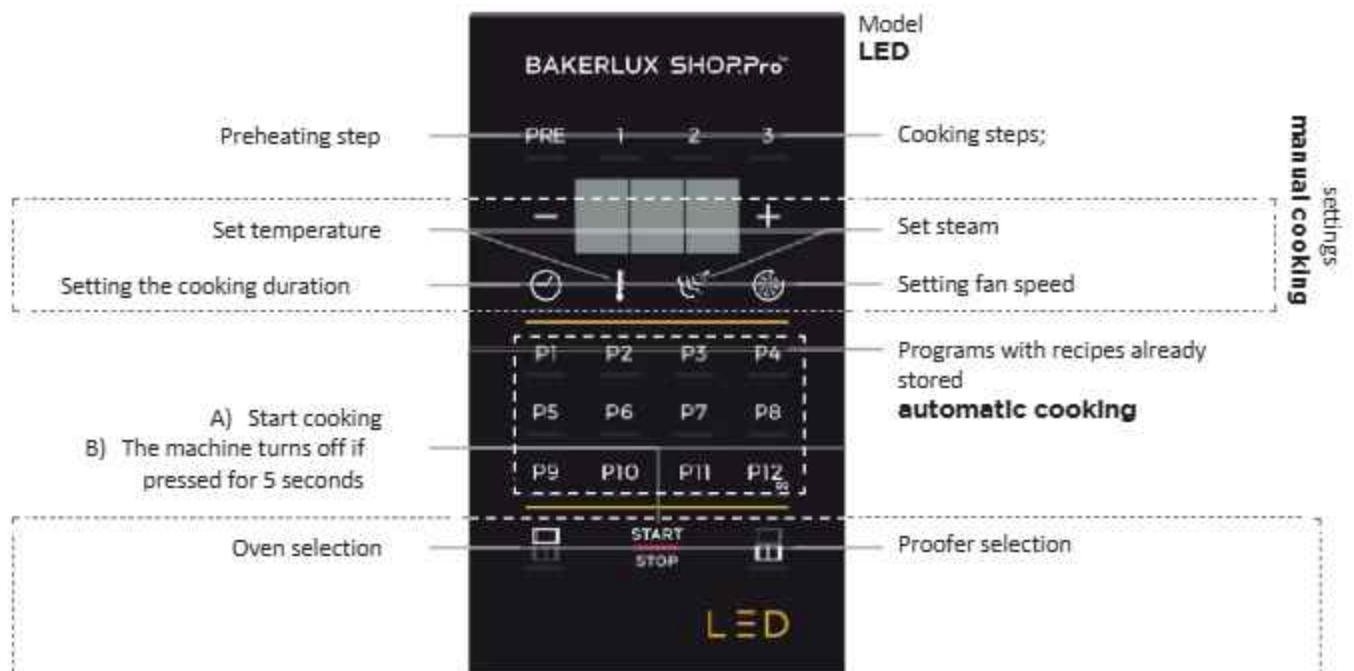 Model
LED
BAKERLUX SHOP.Pro™
Preheating step
PRE 1 2 3
Cooking steps;
manual cooking
settings
− +
Set temperature
Set steam
Setting the cooking duration
Setting fan speed
P1 P2 P3 P4
Programs with recipes already
stored
automatic cooking
P5 P6 P7 P8
A) Start cooking
B) The machine turns off if
pressed for 5 seconds
P9 P10 P11 P12
Oven selection
START
STOP
Proofer selection
LED